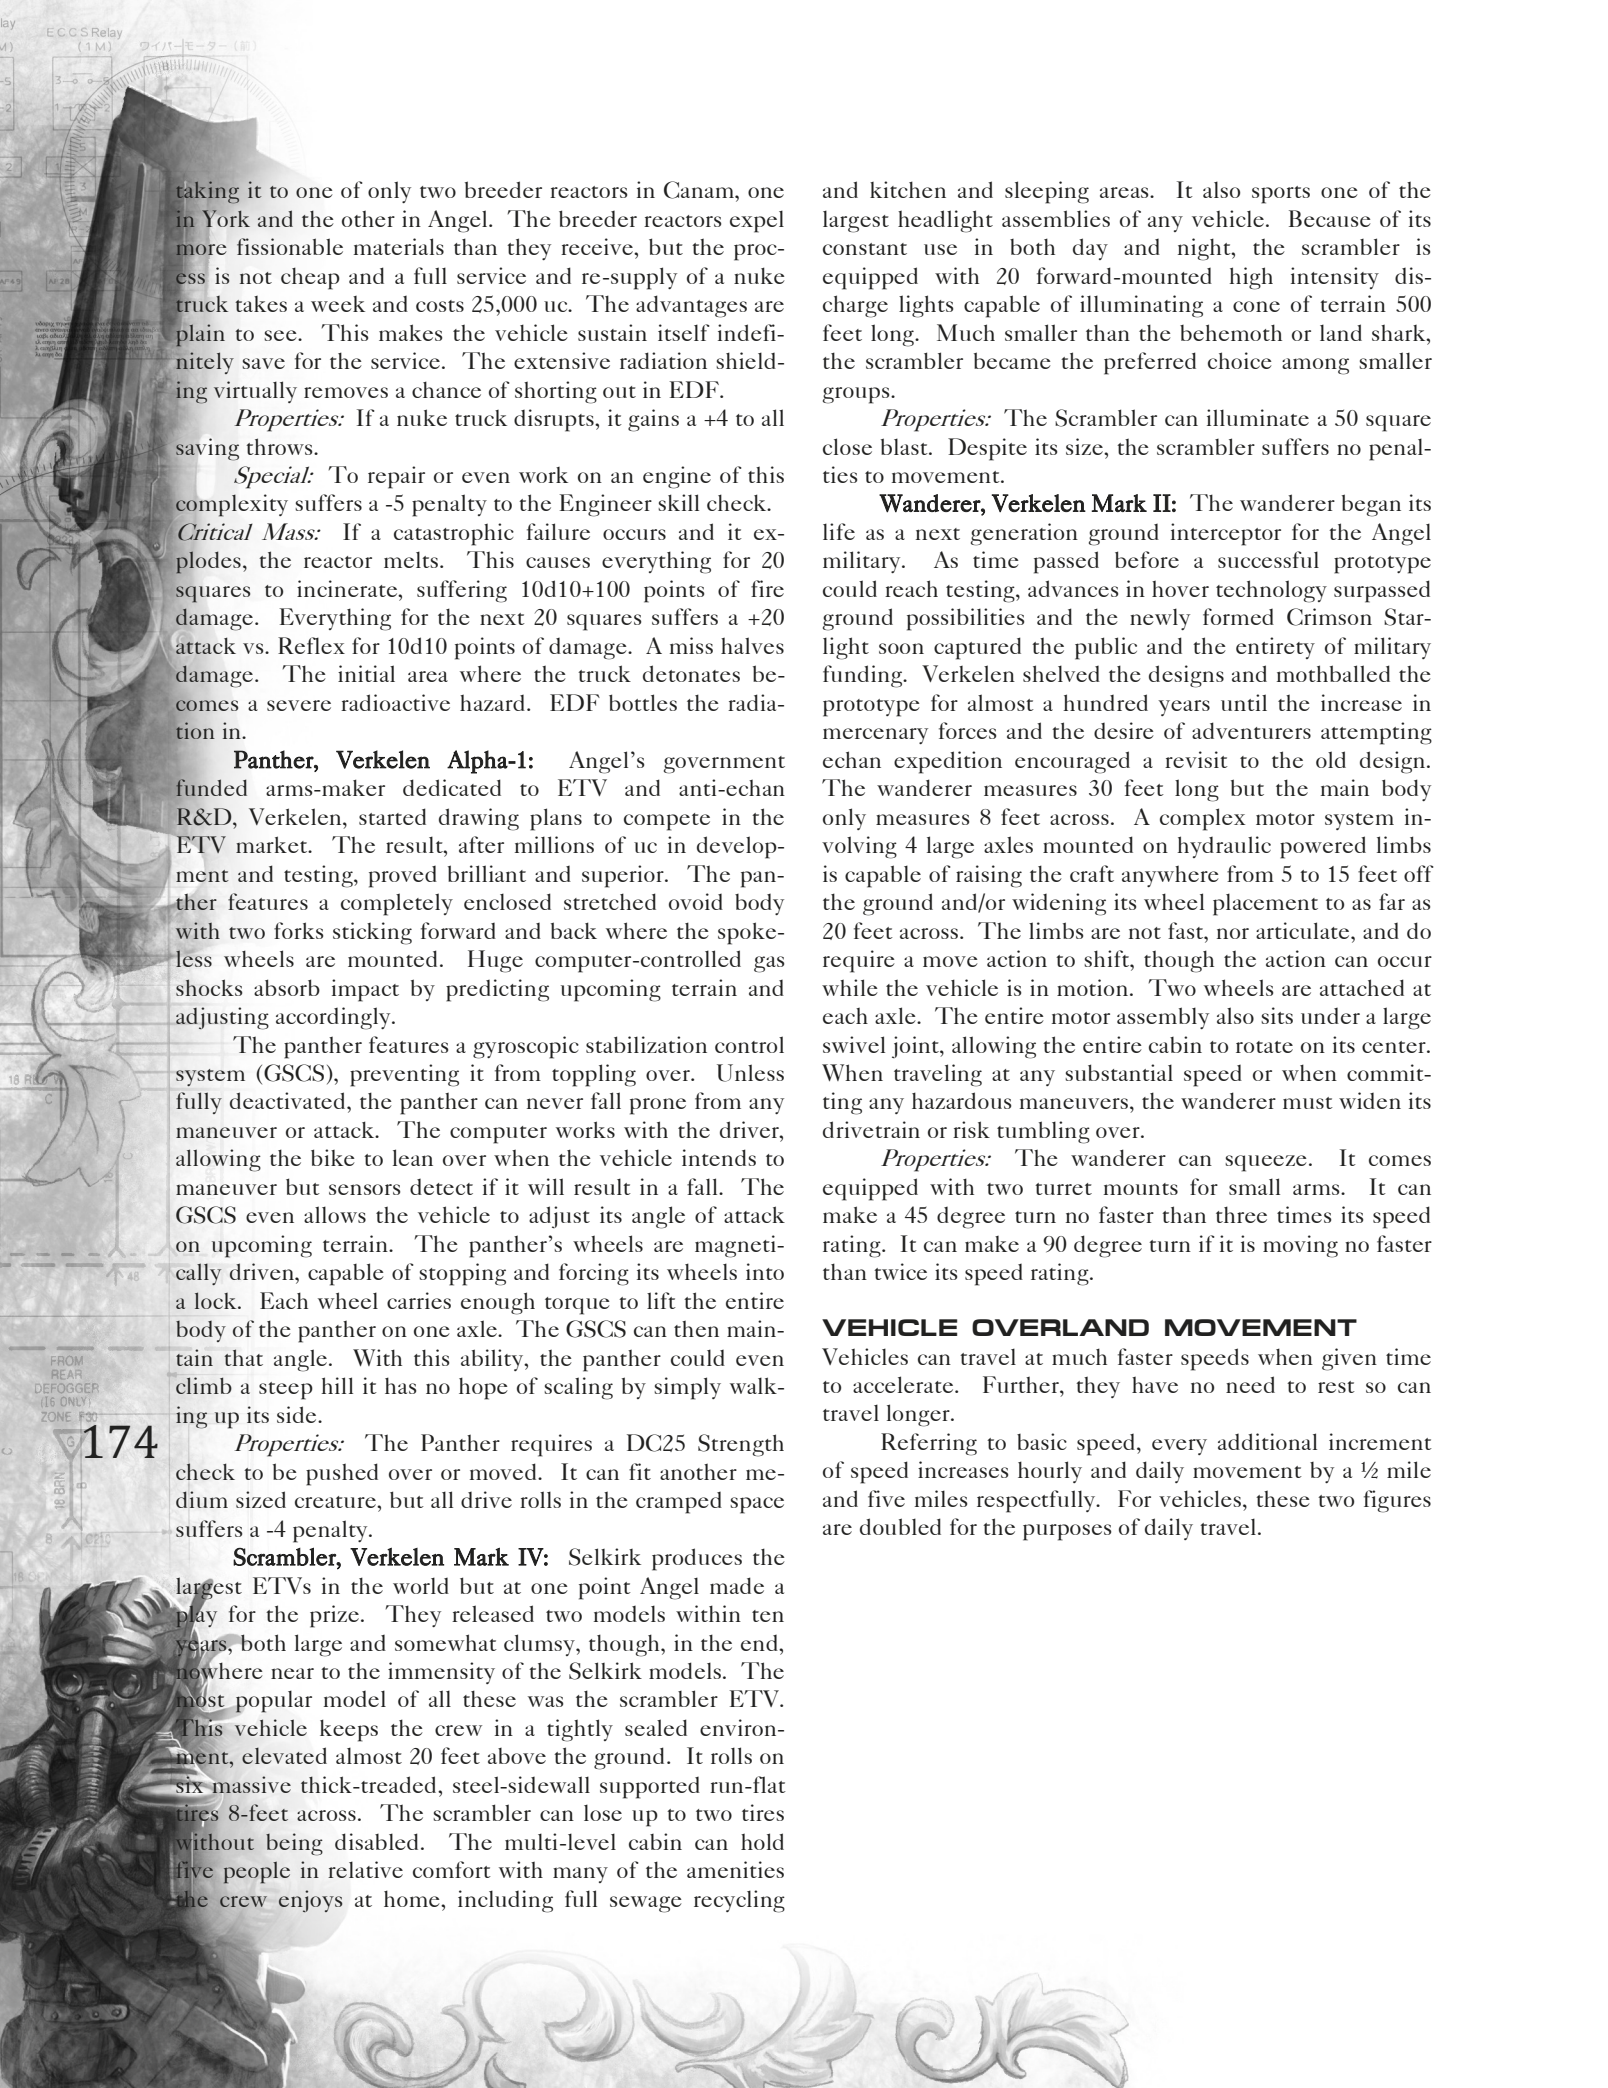 taking it to one of only two breeder reactors in Canam, one
in York and the other in Angel. The breeder reactors expel
more fissionable materials than they receive, but the proc-
ess is not cheap and a full service and re-supply of a nuke
truck takes a week and costs 25,000 uc. The advantages are
plain to see. This makes the vehicle sustain itself indefi-
nitely save for the service. The extensive radiation shield-
ing virtually removes a chance of shorting out in EDF.
Properties: If a nuke truck disrupts, it gains a +4 to all
saving throws.
Special: To repair or even work on an engine of this
complexity suffers a -5 penalty to the Engineer skill check.
Critical Mass: If a catastrophic failure occurs and it ex-
plodes, the reactor melts. This causes everything for 20
squares to incinerate, suffering 10d10+100 points of fire
damage. Everything for the next 20 squares suffers a +20
attack vs. Reflex for 10d10 points of damage. A miss halves
damage. The initial area where the truck detonates be-
comes a severe radioactive hazard. EDF bottles the radia-
tion in.
Panther, Verkelen Alpha-1: Angel's government
funded arms-maker dedicated to ETV and anti-echan
R&D, Verkelen, started drawing plans to compete in the
ETV market. The result, after millions of uc in develop-
ment and testing, proved brilliant and superior. The pan-
ther features a completely enclosed stretched ovoid body
with two forks sticking forward and back where the spoke-
less wheels are mounted. Huge computer-controlled gas
shocks absorb impact by predicting upcoming terrain and
adjusting accordingly.
The panther features a gyroscopic stabilization control
system (GSCS), preventing it from toppling over. Unless
fully deactivated, the panther can never fall prone from any
maneuver or attack. The computer works with the driver,
allowing the bike to lean over when the vehicle intends to
maneuver but sensors detect if it will result in a fall. The
GSCS even allows the vehicle to adjust its angle of attack
on upcoming terrain. The panther's wheels are magneti-
cally driven, capable of stopping and forcing its wheels into
a lock. Each wheel carries enough torque to lift the entire
body of the panther on one axle. The GSCS can then main-
tain that angle. With this ability, the panther could even
climb a steep hill it has no hope of scaling by simply walk-
ing up its side.
Properties: The Panther requires a DC25 Strength
check to be pushed over or moved. It can fit another me-
dium sized creature, but all drive rolls in the cramped space
suffers a -4 penalty.
Scrambler, Verkelen Mark IV: Selkirk produces the
largest ETVs in the world but at one point Angel made a
play for the prize. They released two models within ten
years, both large and somewhat clumsy, though, in the end,
nowhere near to the immensity of the Selkirk models. The
most popular model of all these was the scrambler ETV.
This vehicle keeps the crew in a tightly sealed environ-
ment, elevated almost 20 feet above the ground. It rolls on
six massive thick-treaded, steel-sidewall supported run-flat
tires 8-feet across. The scrambler can lose up to two tires
without being disabled. The multi-level cabin can hold
five people in relative comfort with many of the amenities
the crew enjoys at home, including full sewage recycling
and kitchen and sleeping areas. It also sports one of the
largest headlight assemblies of any vehicle. Because of its
constant use in both day and night, the scrambler is
equipped with 20 forward-mounted high intensity dis-
charge lights capable of illuminating a cone of terrain 500
feet long. Much smaller than the behemoth or land shark,
the scrambler became the preferred choice among smaller
groups.
Properties: The Scrambler can illuminate a 50 square
close blast. Despite its size, the scrambler suffers no penal-
ties to movement.
Wanderer, Verkelen Mark II: The wanderer began its
life as a next generation ground interceptor for the Angel
military. As time passed before a successful prototype
could reach testing, advances in hover technology surpassed
ground possibilities and the newly formed Crimson Star-
light soon captured the public and the entirety of military
funding. Verkelen shelved the designs and mothballed the
prototype for almost a hundred years until the increase in
mercenary forces and the desire of adventurers attempting
echan expedition encouraged a revisit to the old design.
The wanderer measures 30 feet long but the main body
only measures 8 feet across. A complex motor system in-
volving 4 large axles mounted on hydraulic powered limbs
is capable of raising the craft anywhere from 5 to 15 feet off
the ground and/or widening its wheel placement to as far as
20 feet across. The limbs are not fast, nor articulate, and do
require a move action to shift, though the action can occur
while the vehicle is in motion. Two wheels are attached at
each axle. The entire motor assembly also sits under a large
swivel joint, allowing the entire cabin to rotate on its center.
When traveling at any substantial speed or when commit-
ting any hazardous maneuvers, the wanderer must widen its
drivetrain or risk tumbling over.
Properties: The wanderer can squeeze. It comes
equipped with two turret mounts for small arms. It can
make a 45 degree turn no faster than three times its speed
rating. It can make a 90 degree turn if it is moving no faster
than twice its speed rating.
VEHICLE OVERLAND MOVEMENT
Vehicles can travel at much faster speeds when given time
to accelerate. Further, they have no need to rest so can
travel longer.
Referring to basic speed, every additional increment
of speed increases hourly and daily movement by a ½ mile
and five miles respectfully. For vehicles, these two figures
are doubled for the purposes of daily travel.
174
ECCS Relay
(1M)
ワイパーモーター (前)
FROM
REAR
DEFOGGER
(16 ONLY)
ZONE F30
18 BRN